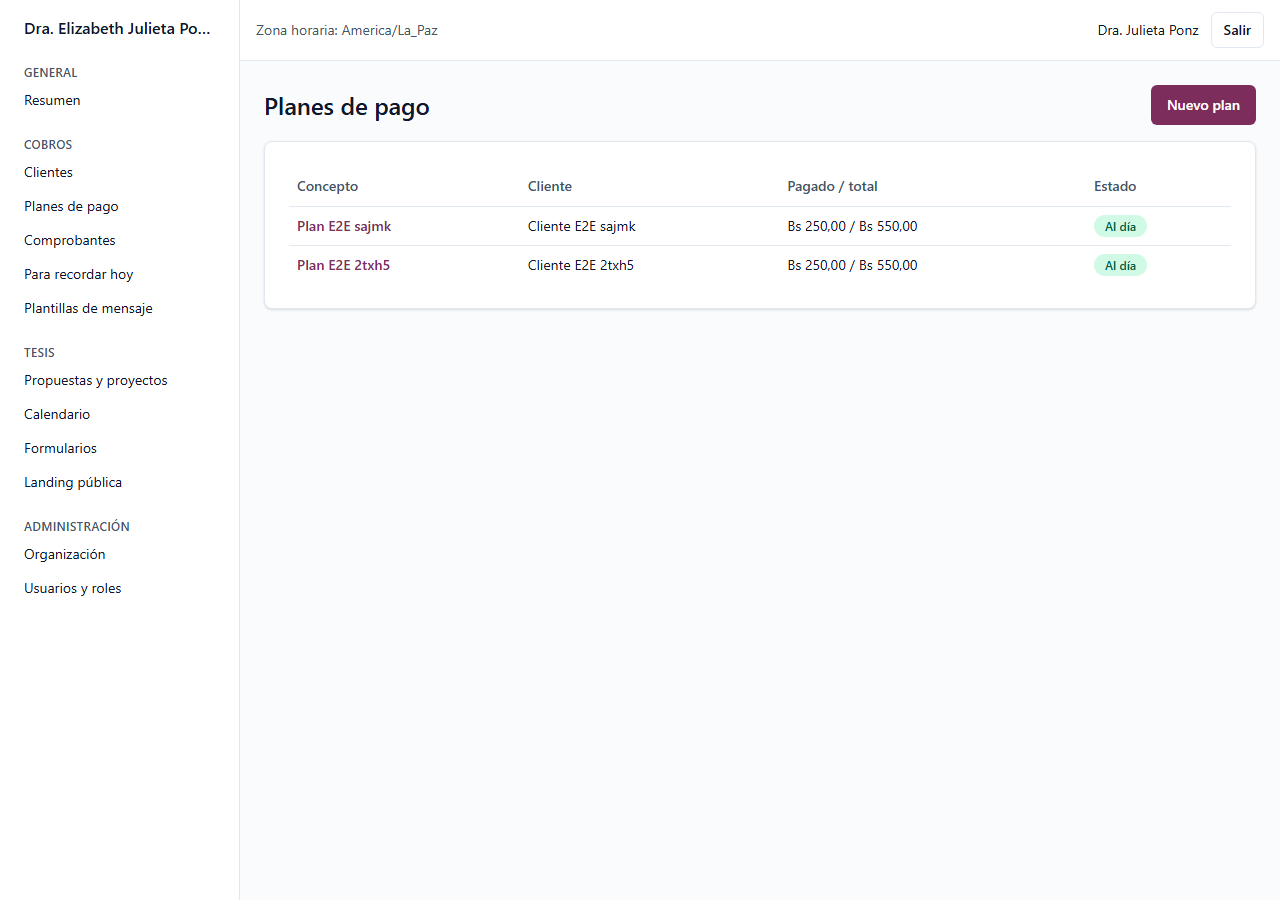 Dra. Elizabeth Julieta Po...
GENERAL
Resumen
COBROS
Clientes
Planes de pago
Comprobantes
Para recordar hoy
Plantillas de mensaje
TESIS
Propuestas y proyectos
Calendario
Formularios
Landing pública
ADMINISTRACIÓN
Organización
Usuarios y roles
Zona horaria: America/La_Paz
Dra. Julieta Ponz
Salir
Planes de pago
Nuevo plan
Concepto Cliente Pagado / total Estado
Plan E2E sajmk Cliente E2E sajmk Bs 250,00 / Bs 550,00 Al día
Plan E2E 2txh5 Cliente E2E 2txh5 Bs 250,00 / Bs 550,00 Al día